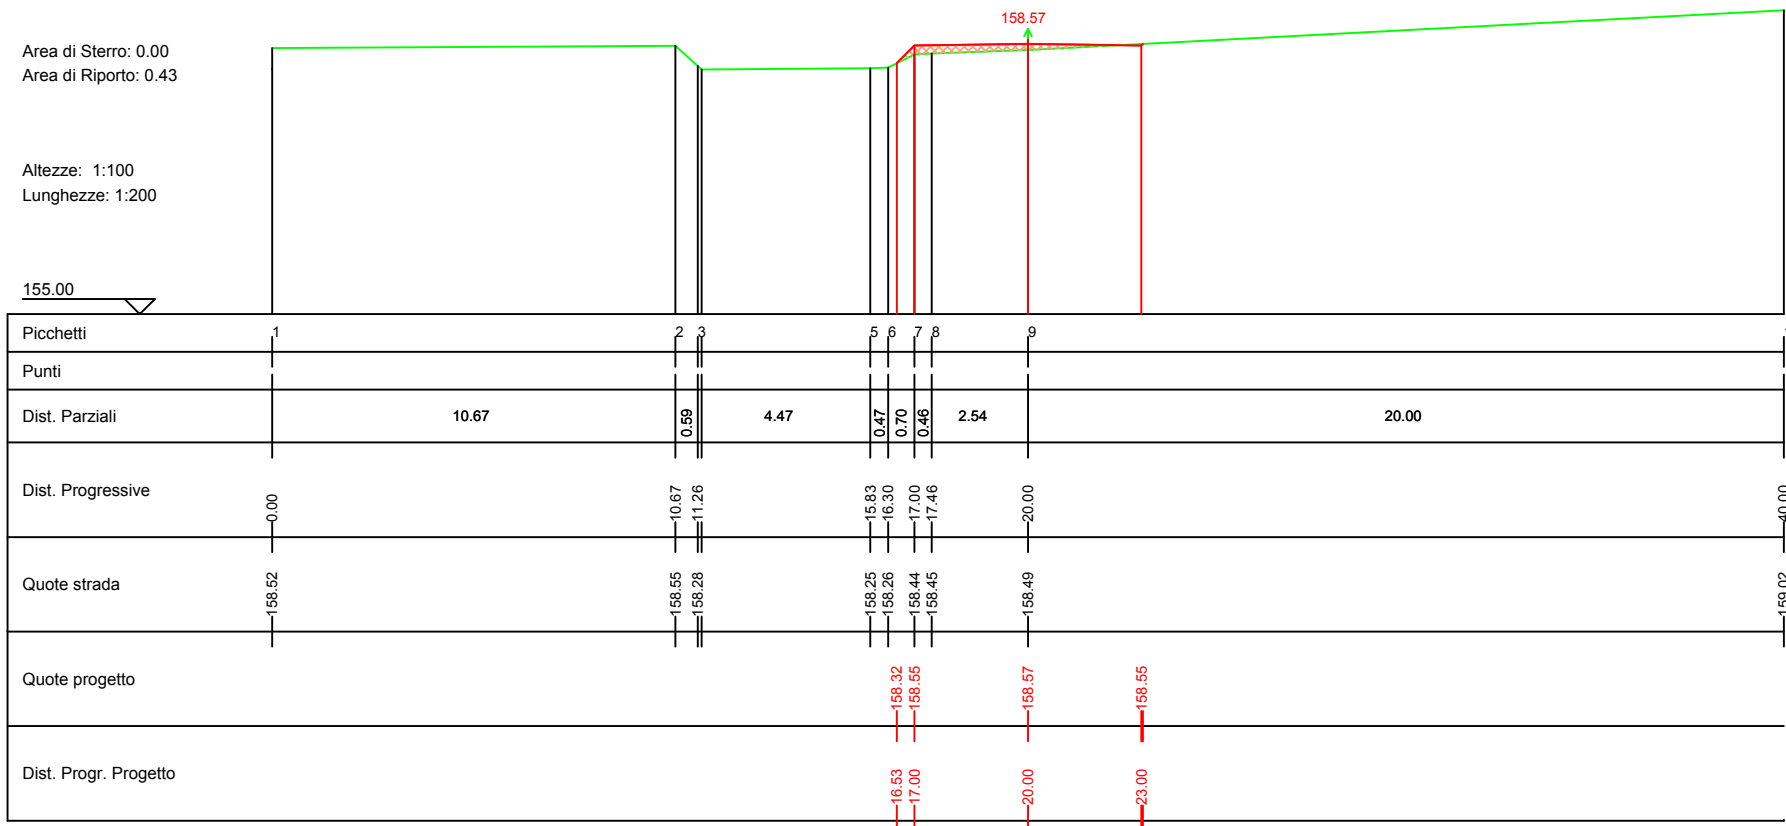 158.57
Area di Sterro: 0.00
Area di Riporto: 0.43
Altezze: 1:100
Lunghezze: 1:200
155.00
Picchetti 1 2 3 5 6 7 8 9
Punti
Dist. Parziali 10.67 0.59 4.47 0.47 0.70 0.46 2.54 20.00
Dist. Progressive 0.00 10.67 11.26 15.83 16.30 17.00 17.46 20.00 40.00
Quote strada 158.52 158.55 158.28 158.25 158.26 158.44 158.45 158.49 159.02
Quote progetto 158.32 158.55 158.57 158.55
Dist. Progr. Progetto 16.53 17.00 20.00 23.00